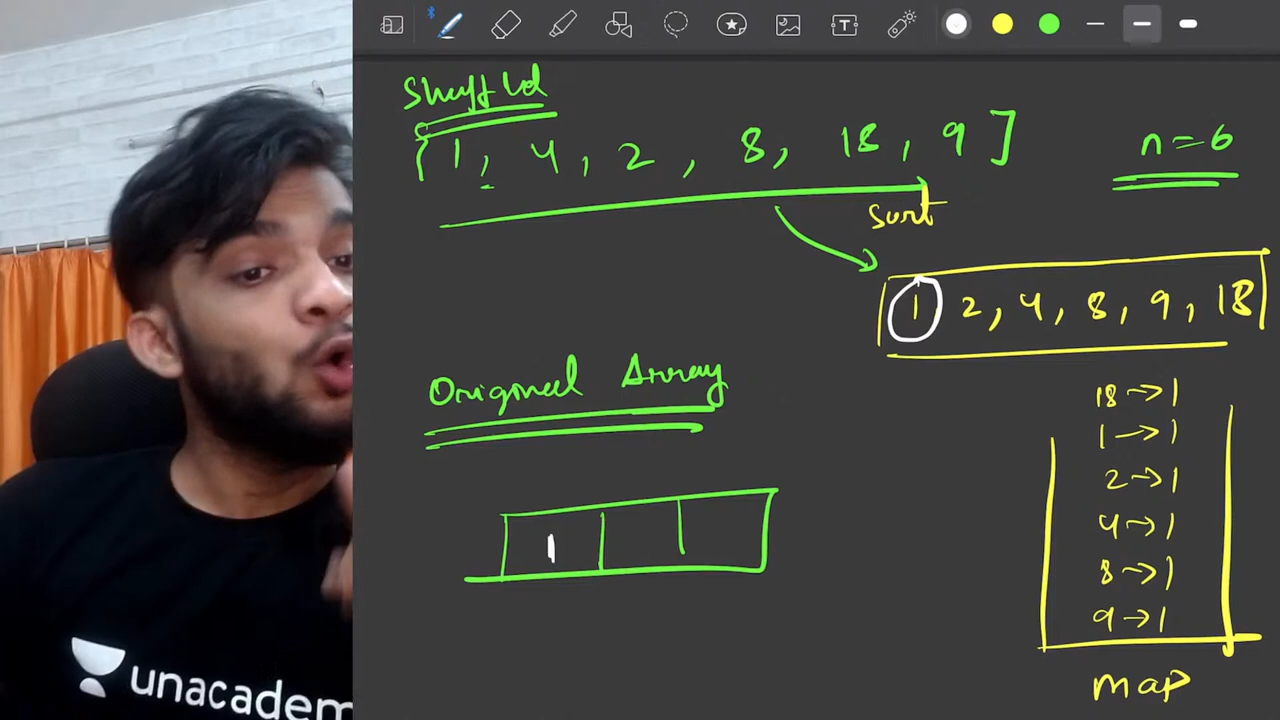 Shuffld
[1, 4, 2, 8, 18, 9]
n=6
sort
1 2, 4, 8, 9, 18
Original Array
18→1
1→1
2→1
4→1
8→1
9→1
1
map
unacadem
T